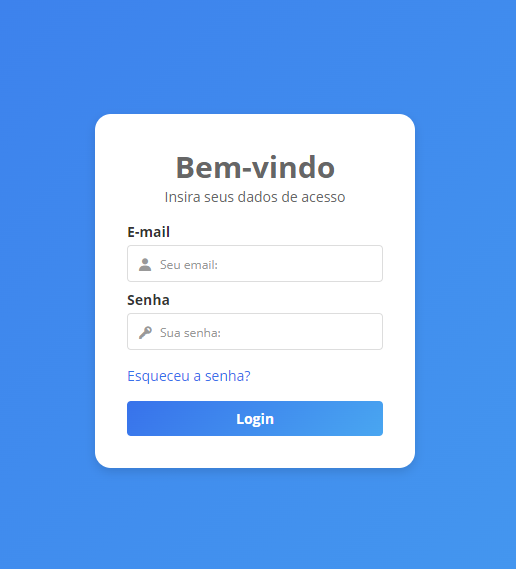 Bem-vindo
Insira seus dados de acesso
E-mail
Seu email:
Senha
Sua senha:
Esqueceu a senha?
Login